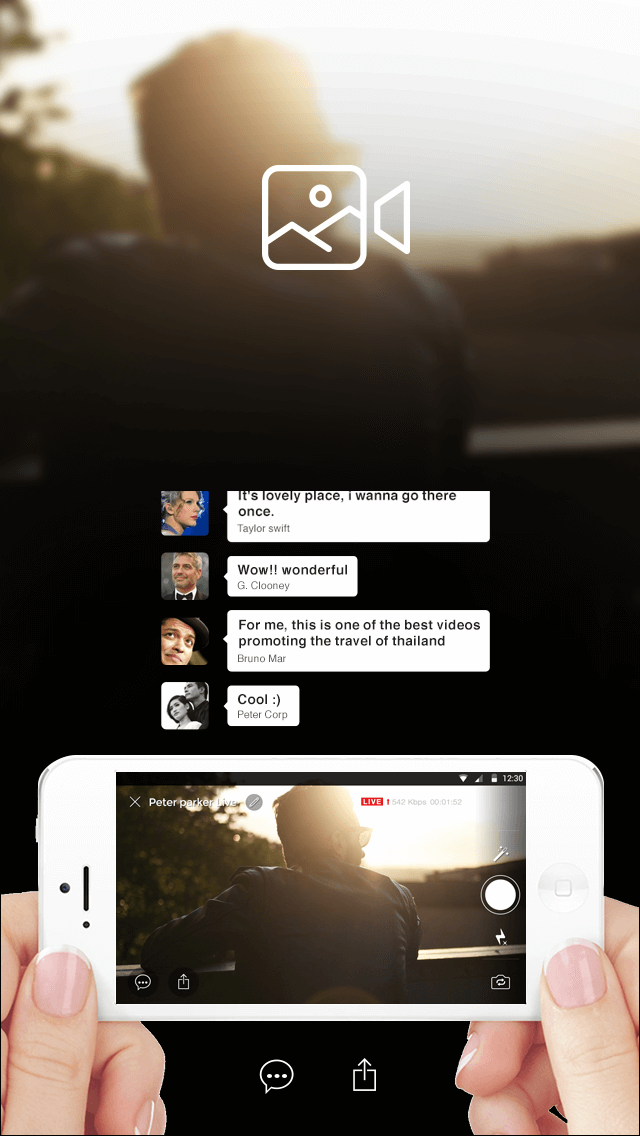 It's lovely place, i wanna go there
once.
Taylor swift
Wow!! wonderful
G. Clooney
For me, this is one of the best videos
promoting the travel of thailand
Bruno Mar
Cool :)
Peter Corp
12:30
Peter parker Live
LIVE 542 Kbps 00:01:52